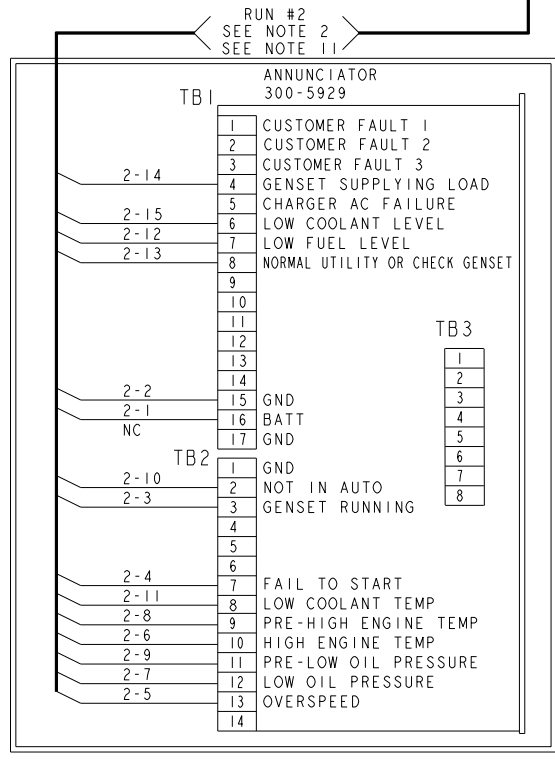 RUN #2
SEE NOTE 2
SEE NOTE 11
ANNUNCIATOR
300-5929
TB1
1 CUSTOMER FAULT 1
2 CUSTOMER FAULT 2
3 CUSTOMER FAULT 3
2-14 4 GENSET SUPPLYING LOAD
5 CHARGER AC FAILURE
2-15 6 LOW COOLANT LEVEL
2-12 7 LOW FUEL LEVEL
2-13 8 NORMAL UTILITY OR CHECK GENSET
9
10
11
12
13
14
2-2 15 GND
2-1 16 BATT
NC 17 GND
TB3
1
2
3
4
5
6
7
8
TB2
1 GND
2-10 2 NOT IN AUTO
2-3 3 GENSET RUNNING
4
5
6
2-4 7 FAIL TO START
2-11 8 LOW COOLANT TEMP
2-8 9 PRE-HIGH ENGINE TEMP
2-6 10 HIGH ENGINE TEMP
2-9 11 PRE-LOW OIL PRESSURE
2-7 12 LOW OIL PRESSURE
2-5 13 OVERSPEED
14